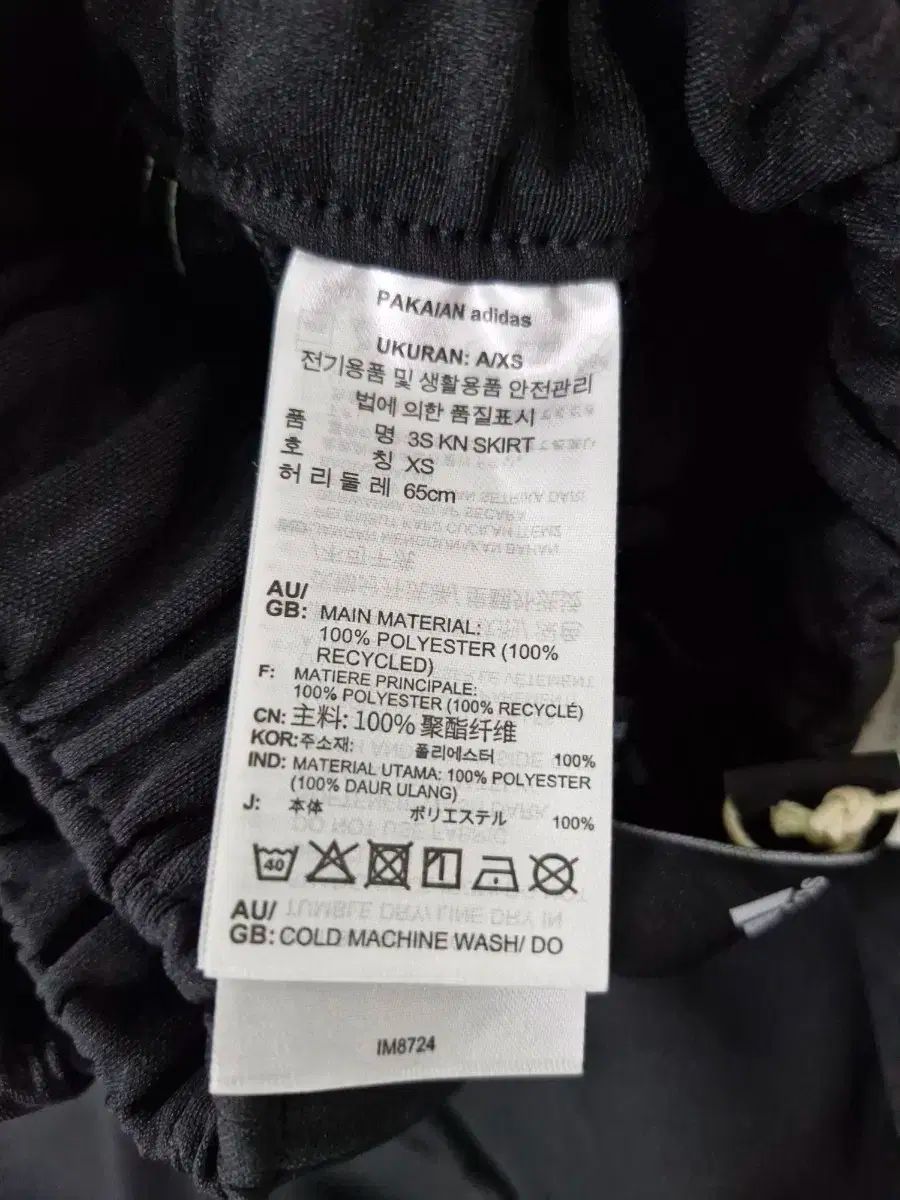 PAKAIAN adidas
UKURAN: A/XS
전기용품 및 생활용품 안전관리
법에 의한 품질표시
품 명 3S KN SKIRT
호 칭 XS
허 리 둘 레 65cm
AU/
GB: MAIN MATERIAL:
100% POLYESTER (100%
RECYCLED)
F: MATIERE PRINCIPALE:
100% POLYESTER (100% RECYCLÉ)
CN: 主料: 100% 聚酯纤维
KOR: 주소재: 폴리에스터 100%
IND: MATERIAL UTAMA: 100% POLYESTER
(100% DAUR ULANG)
J: 本体 ポリエステル 100%
40
AU/
GB: COLD MACHINE WASH/ DO
IM8724